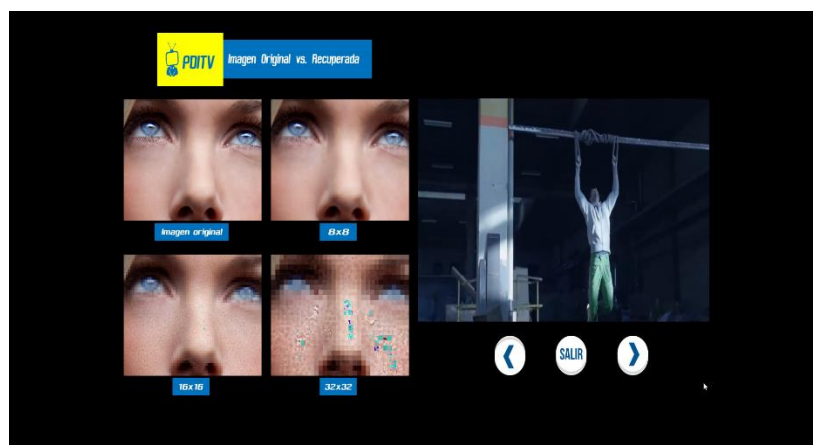 PDITV
Imagen Original vs. Recuperada
Imagen original
8x8
16x16
32x32
SALIR